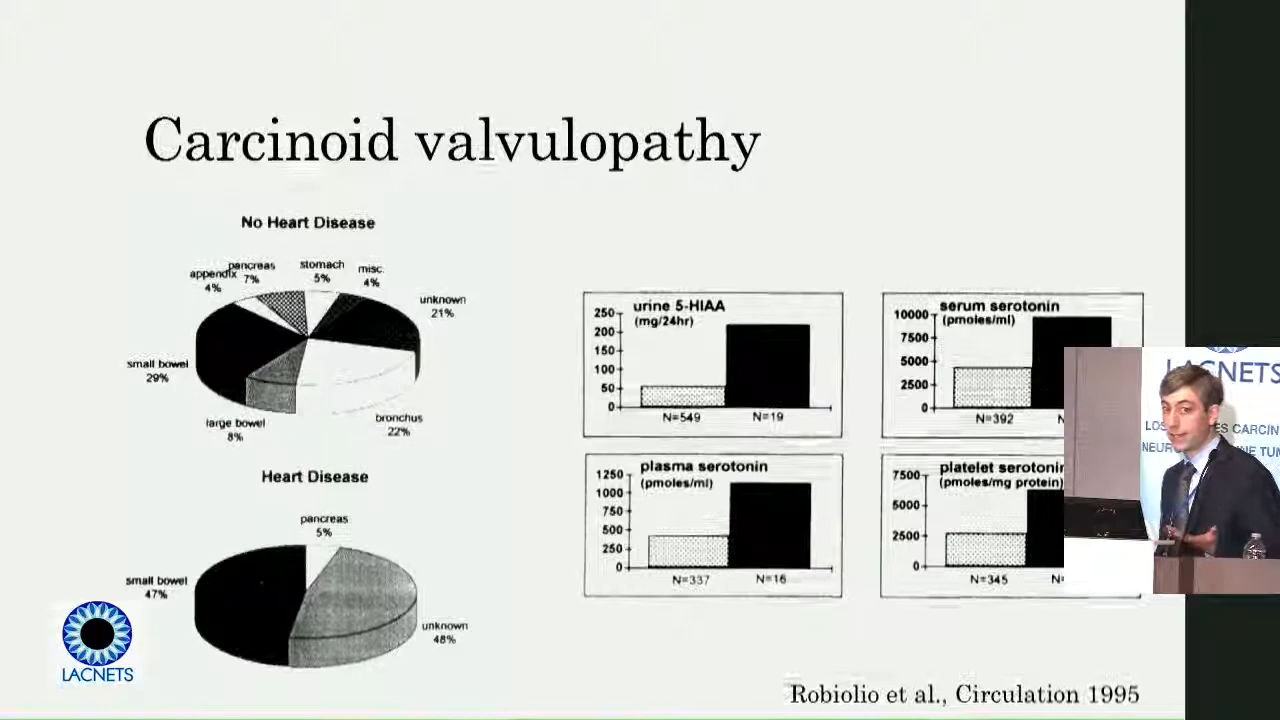 Carcinoid valvulopathy
No Heart Disease
appendix
4%
pancreas
7%
stomach
5%
misc.
4%
unknown
21%
small bowel
29%
large bowel
8%
bronchus
22%
Heart Disease
pancreas
5%
small bowel
47%
unknown
48%
urine 5-HIAA
(mg/24hr)
250
200
150
100
50
0
N=549 N=19
serum serotonin
(pmoles/ml)
10000
7500
5000
2500
0
N=392
plasma serotonin
(pmoles/ml)
1250
1000
750
500
250
0
N=337 N=16
platelet serotonin
(pmoles/mg protein)
7500
5000
2500
0
N=345
LACNETS
LACNETS
Robiolio et al., Circulation 1995